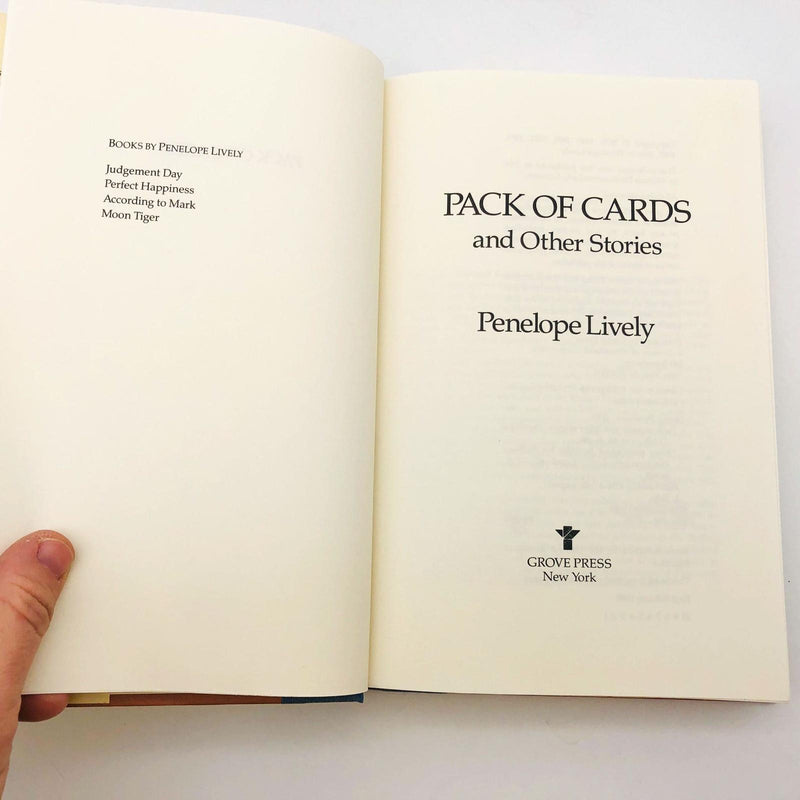 BOOKS BY PENELOPE LIVELY
Judgement Day
Perfect Happiness
According to Mark
Moon Tiger
PACK OF CARDS
and Other Stories
Penelope Lively
GROVE PRESS
New York